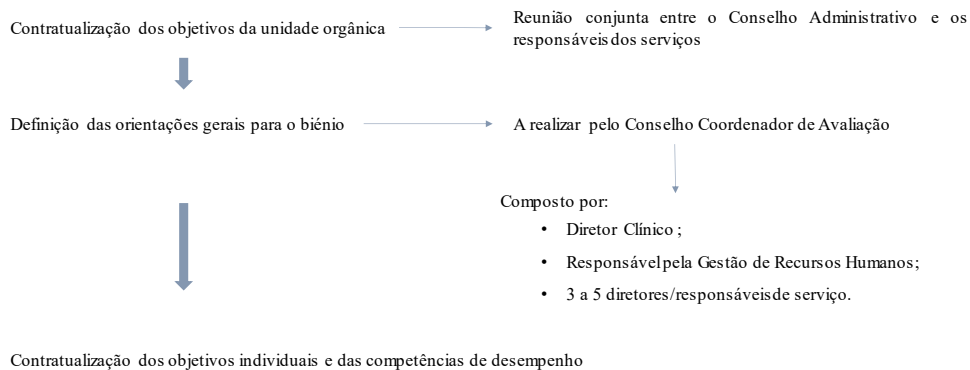 Contratualização dos objetivos da unidade orgânica
Reunião conjunta entre o Conselho Administrativo e os
responsáveis dos serviços
Definição das orientações gerais para o biénio
A realizar pelo Conselho Coordenador de Avaliação
Composto por:
• Diretor Clínico ;
• Responsável pela Gestão de Recursos Humanos;
• 3 a 5 diretores/responsáveis de serviço.
Contratualização dos objetivos individuais e das competências de desempenho